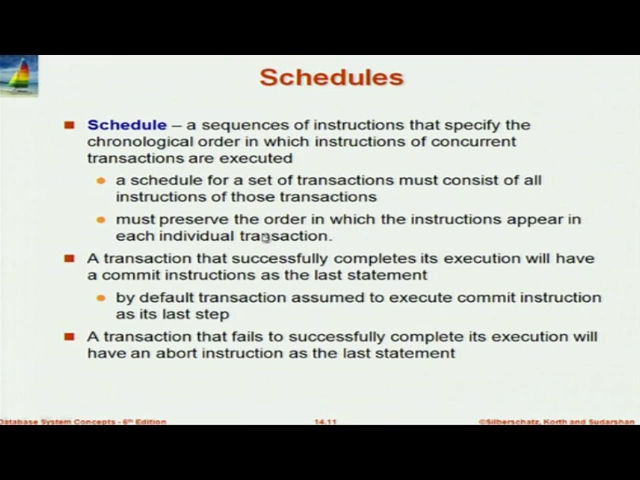 Schedules
Schedule – a sequences of instructions that specify the
chronological order in which instructions of concurrent
transactions are executed
a schedule for a set of transactions must consist of all
instructions of those transactions
must preserve the order in which the instructions appear in
each individual transaction.
A transaction that successfully completes its execution will have
a commit instructions as the last statement
by default transaction assumed to execute commit instruction
as its last step
A transaction that fails to successfully complete its execution will
have an abort instruction as the last statement
Database System Concepts - 6th Edition
14.11
©Silberschatz, Korth and Sudarshan